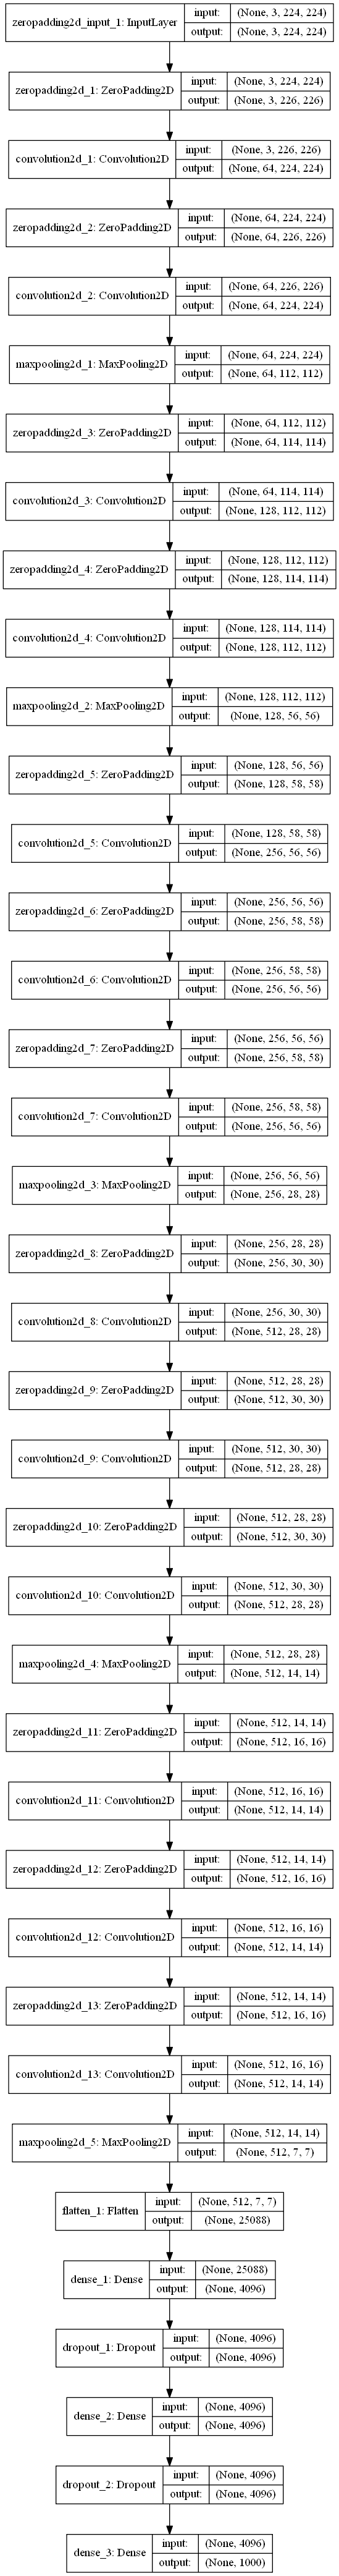 zeropadding2d_input_1: InputLayer
input:
(None, 3, 224, 224)
output:
(None, 3, 224, 224)
zeropadding2d_1: ZeroPadding2D
input:
(None, 3, 224, 224)
output:
(None, 3, 226, 226)
convolution2d_1: Convolution2D
input:
(None, 3, 226, 226)
output:
(None, 64, 224, 224)
zeropadding2d_2: ZeroPadding2D
input:
(None, 64, 224, 224)
output:
(None, 64, 226, 226)
convolution2d_2: Convolution2D
input:
(None, 64, 226, 226)
output:
(None, 64, 224, 224)
maxpooling2d_1: MaxPooling2D
input:
(None, 64, 224, 224)
output:
(None, 64, 112, 112)
zeropadding2d_3: ZeroPadding2D
input:
(None, 64, 112, 112)
output:
(None, 64, 114, 114)
convolution2d_3: Convolution2D
input:
(None, 64, 114, 114)
output:
(None, 128, 112, 112)
zeropadding2d_4: ZeroPadding2D
input:
(None, 128, 112, 112)
output:
(None, 128, 114, 114)
convolution2d_4: Convolution2D
input:
(None, 128, 114, 114)
output:
(None, 128, 112, 112)
maxpooling2d_2: MaxPooling2D
input:
(None, 128, 112, 112)
output:
(None, 128, 56, 56)
zeropadding2d_5: ZeroPadding2D
input:
(None, 128, 56, 56)
output:
(None, 128, 58, 58)
convolution2d_5: Convolution2D
input:
(None, 128, 58, 58)
output:
(None, 256, 56, 56)
zeropadding2d_6: ZeroPadding2D
input:
(None, 256, 56, 56)
output:
(None, 256, 58, 58)
convolution2d_6: Convolution2D
input:
(None, 256, 58, 58)
output:
(None, 256, 56, 56)
zeropadding2d_7: ZeroPadding2D
input:
(None, 256, 56, 56)
output:
(None, 256, 58, 58)
convolution2d_7: Convolution2D
input:
(None, 256, 58, 58)
output:
(None, 256, 56, 56)
maxpooling2d_3: MaxPooling2D
input:
(None, 256, 56, 56)
output:
(None, 256, 28, 28)
zeropadding2d_8: ZeroPadding2D
input:
(None, 256, 28, 28)
output:
(None, 256, 30, 30)
convolution2d_8: Convolution2D
input:
(None, 256, 30, 30)
output:
(None, 512, 28, 28)
zeropadding2d_9: ZeroPadding2D
input:
(None, 512, 28, 28)
output:
(None, 512, 30, 30)
convolution2d_9: Convolution2D
input:
(None, 512, 30, 30)
output:
(None, 512, 28, 28)
zeropadding2d_10: ZeroPadding2D
input:
(None, 512, 28, 28)
output:
(None, 512, 30, 30)
convolution2d_10: Convolution2D
input:
(None, 512, 30, 30)
output:
(None, 512, 28, 28)
maxpooling2d_4: MaxPooling2D
input:
(None, 512, 28, 28)
output:
(None, 512, 14, 14)
zeropadding2d_11: ZeroPadding2D
input:
(None, 512, 14, 14)
output:
(None, 512, 16, 16)
convolution2d_11: Convolution2D
input:
(None, 512, 16, 16)
output:
(None, 512, 14, 14)
zeropadding2d_12: ZeroPadding2D
input:
(None, 512, 14, 14)
output:
(None, 512, 16, 16)
convolution2d_12: Convolution2D
input:
(None, 512, 16, 16)
output:
(None, 512, 14, 14)
zeropadding2d_13: ZeroPadding2D
input:
(None, 512, 14, 14)
output:
(None, 512, 16, 16)
convolution2d_13: Convolution2D
input:
(None, 512, 16, 16)
output:
(None, 512, 14, 14)
maxpooling2d_5: MaxPooling2D
input:
(None, 512, 14, 14)
output:
(None, 512, 7, 7)
flatten_1: Flatten
input:
(None, 512, 7, 7)
output:
(None, 25088)
dense_1: Dense
input:
(None, 25088)
output:
(None, 4096)
dropout_1: Dropout
input:
(None, 4096)
output:
(None, 4096)
dense_2: Dense
input:
(None, 4096)
output:
(None, 4096)
dropout_2: Dropout
input:
(None, 4096)
output:
(None, 4096)
dense_3: Dense
input:
(None, 4096)
output:
(None, 1000)